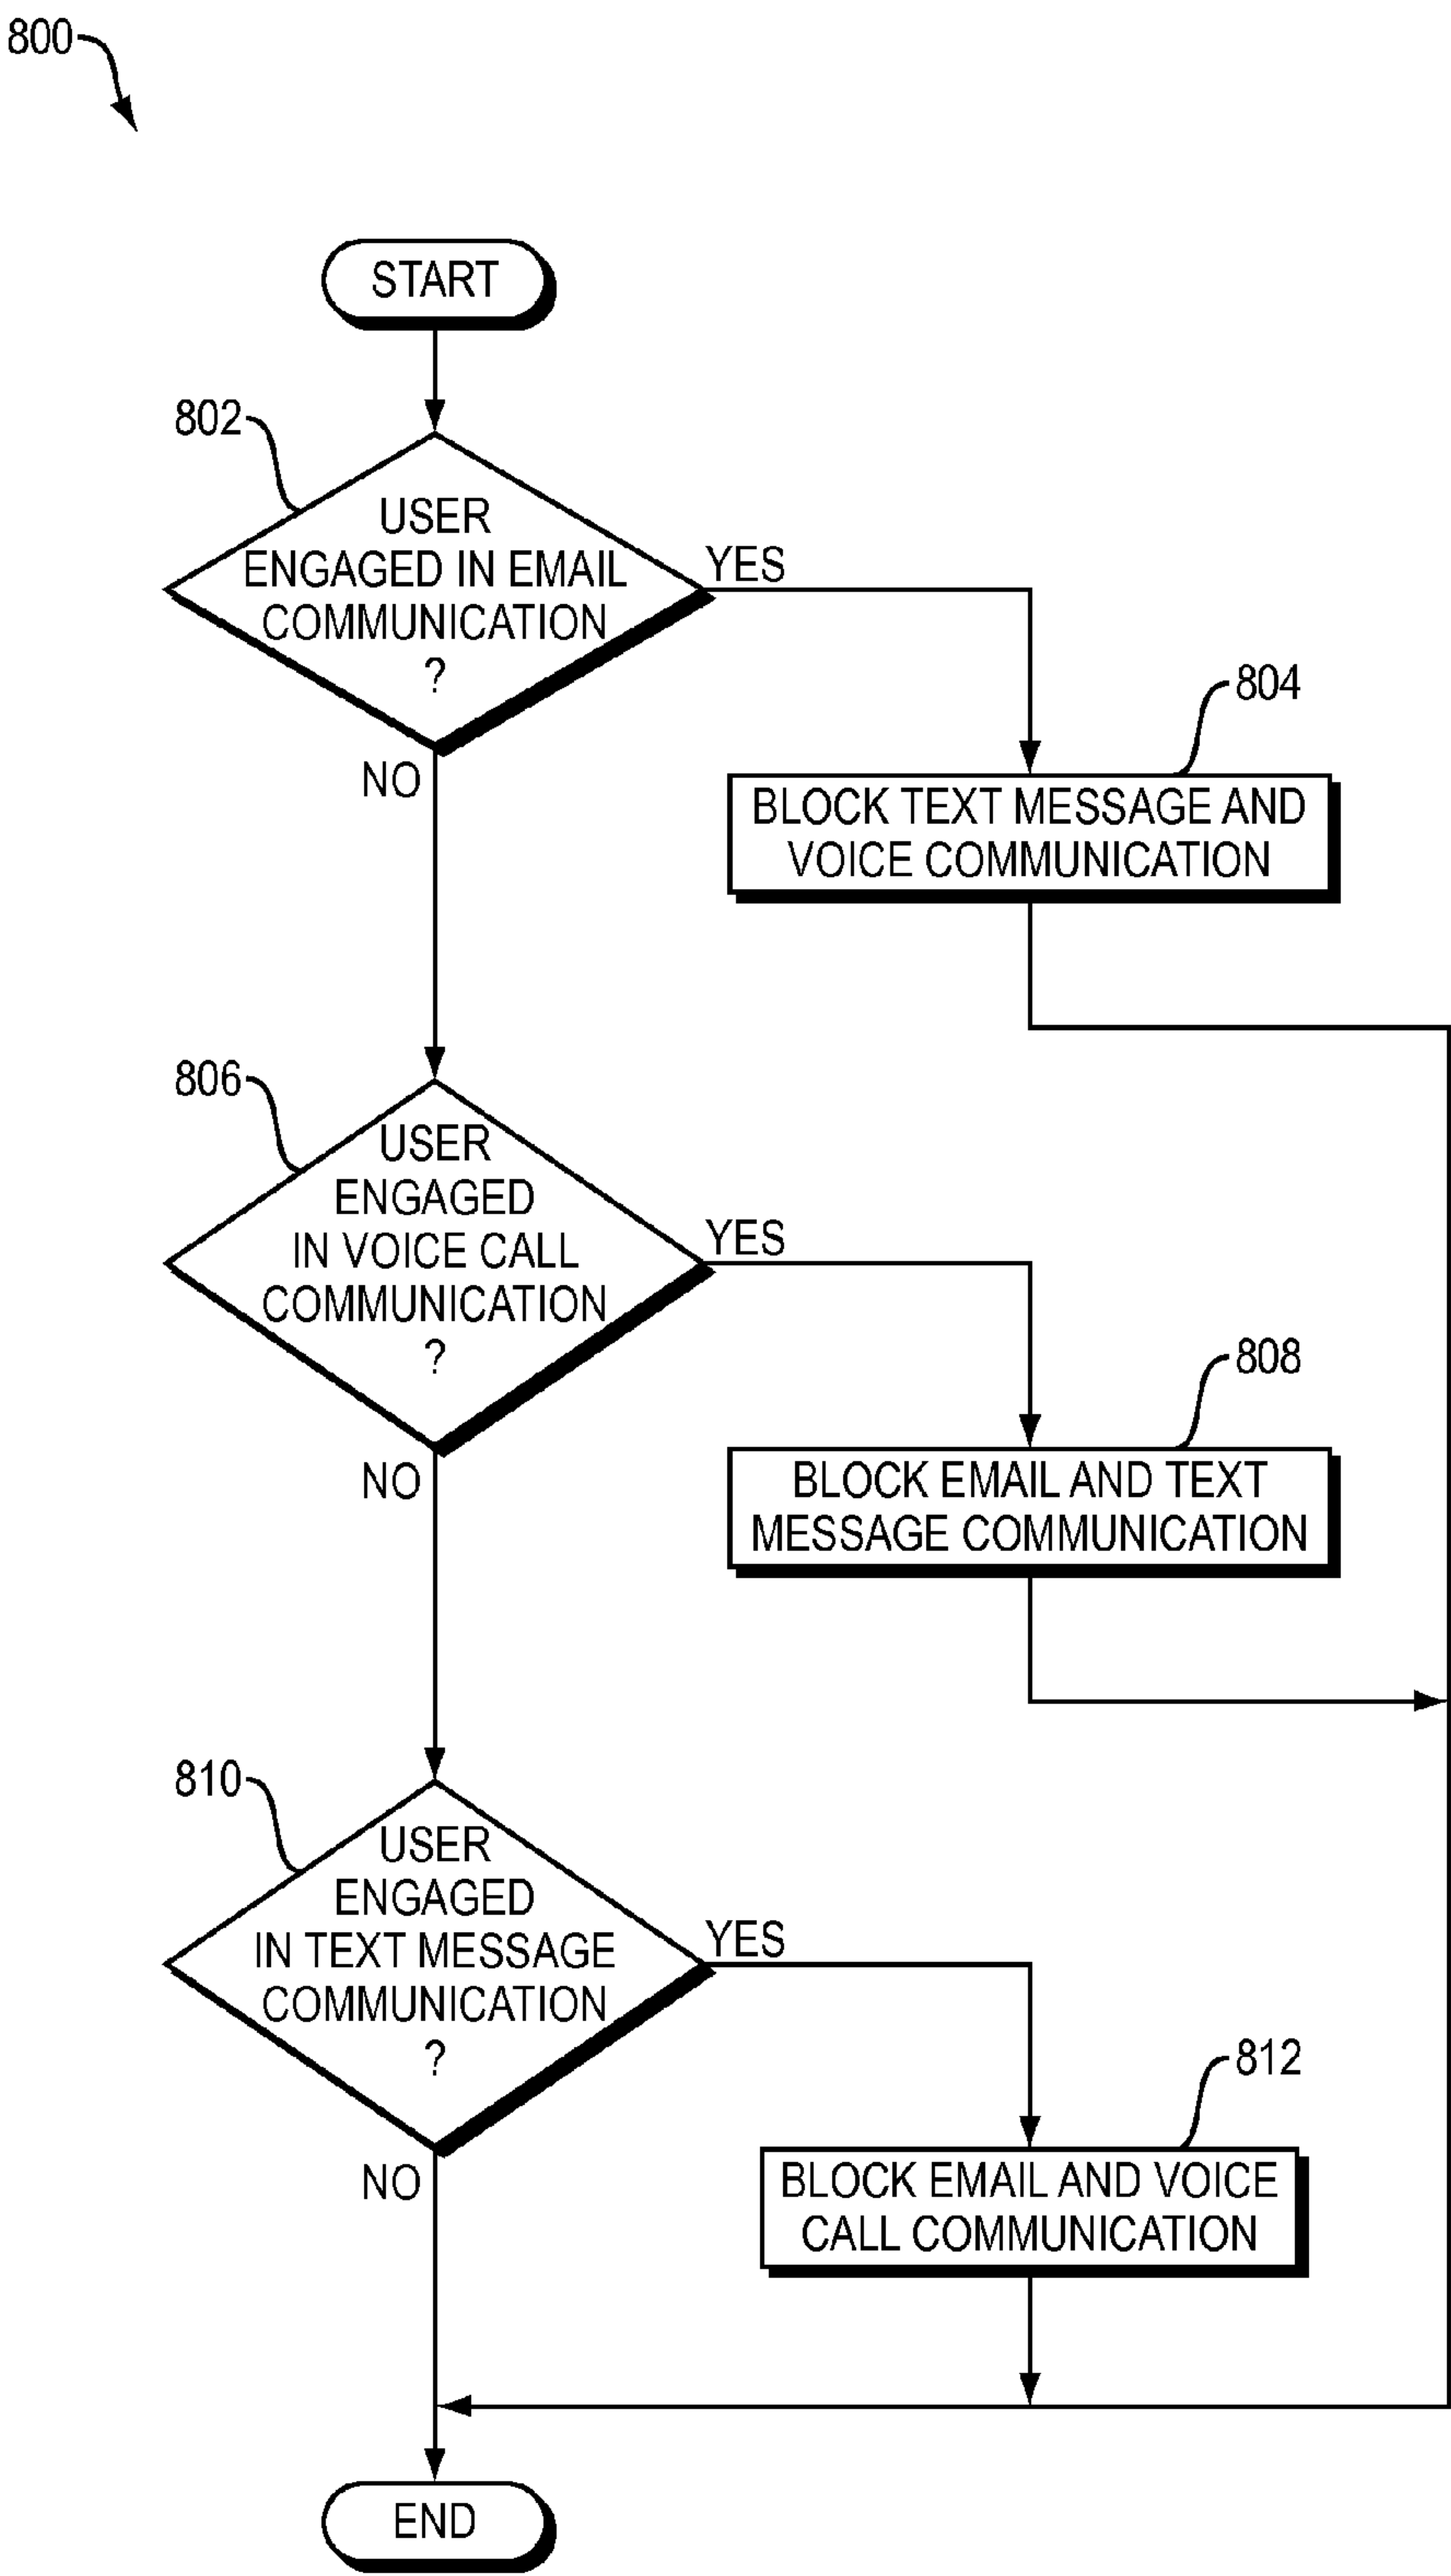 800
START
802
USER
ENGAGED IN EMAIL
COMMUNICATION
?
YES
NO
804
BLOCK TEXT MESSAGE AND
VOICE COMMUNICATION
806
USER
ENGAGED
IN VOICE CALL
COMMUNICATION
?
YES
NO
808
BLOCK EMAIL AND TEXT
MESSAGE COMMUNICATION
810
USER
ENGAGED
IN TEXT MESSAGE
COMMUNICATION
?
YES
NO
812
BLOCK EMAIL AND VOICE
CALL COMMUNICATION
END